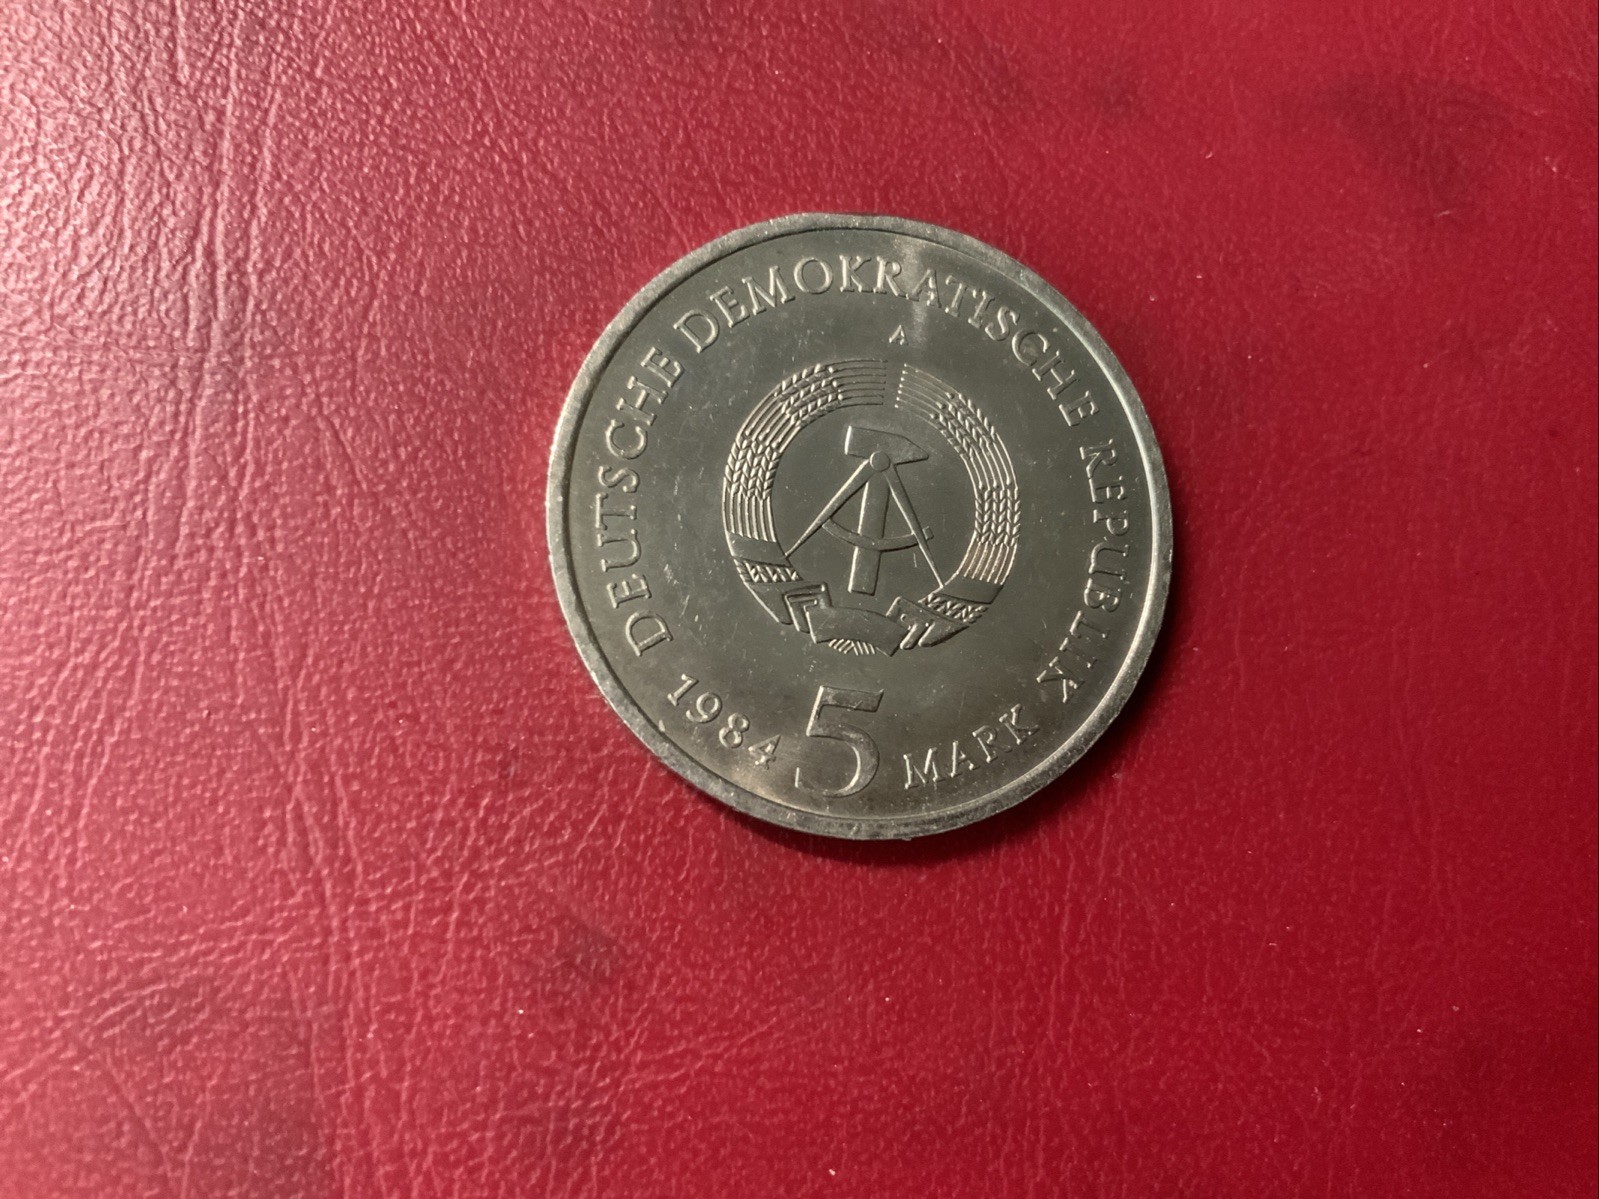 DEUTSCHE DEMOKRATISCHE REPUBLIK
A
1984 5 MARK